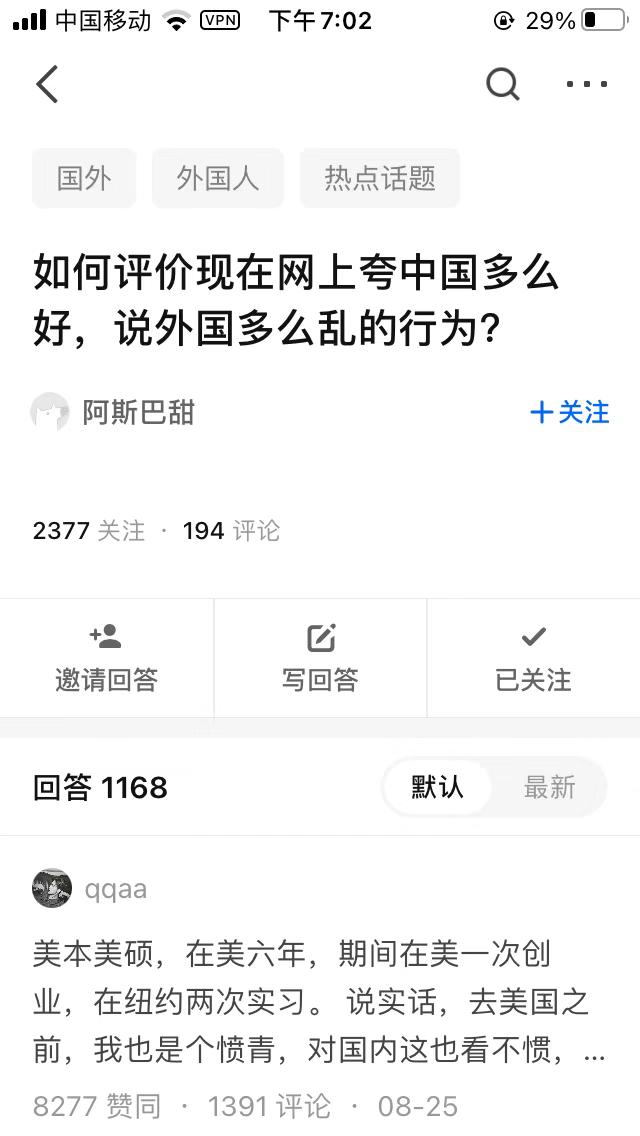 中国移动 VPN 下午7:02 29%
国外 外国人 热点话题
如何评价现在网上夸中国多么
好，说外国多么乱的行为？
阿斯巴甜 +关注
2377 关注 · 194 评论
邀请回答 写回答 已关注
回答 1168 默认 最新
qqaa
美本美硕，在美六年，期间在美一次创
业，在纽约两次实习。 说实话，去美国之
前，我也是个愤青，对国内这也看不惯，...
8277 赞同 · 1391 评论 · 08-25